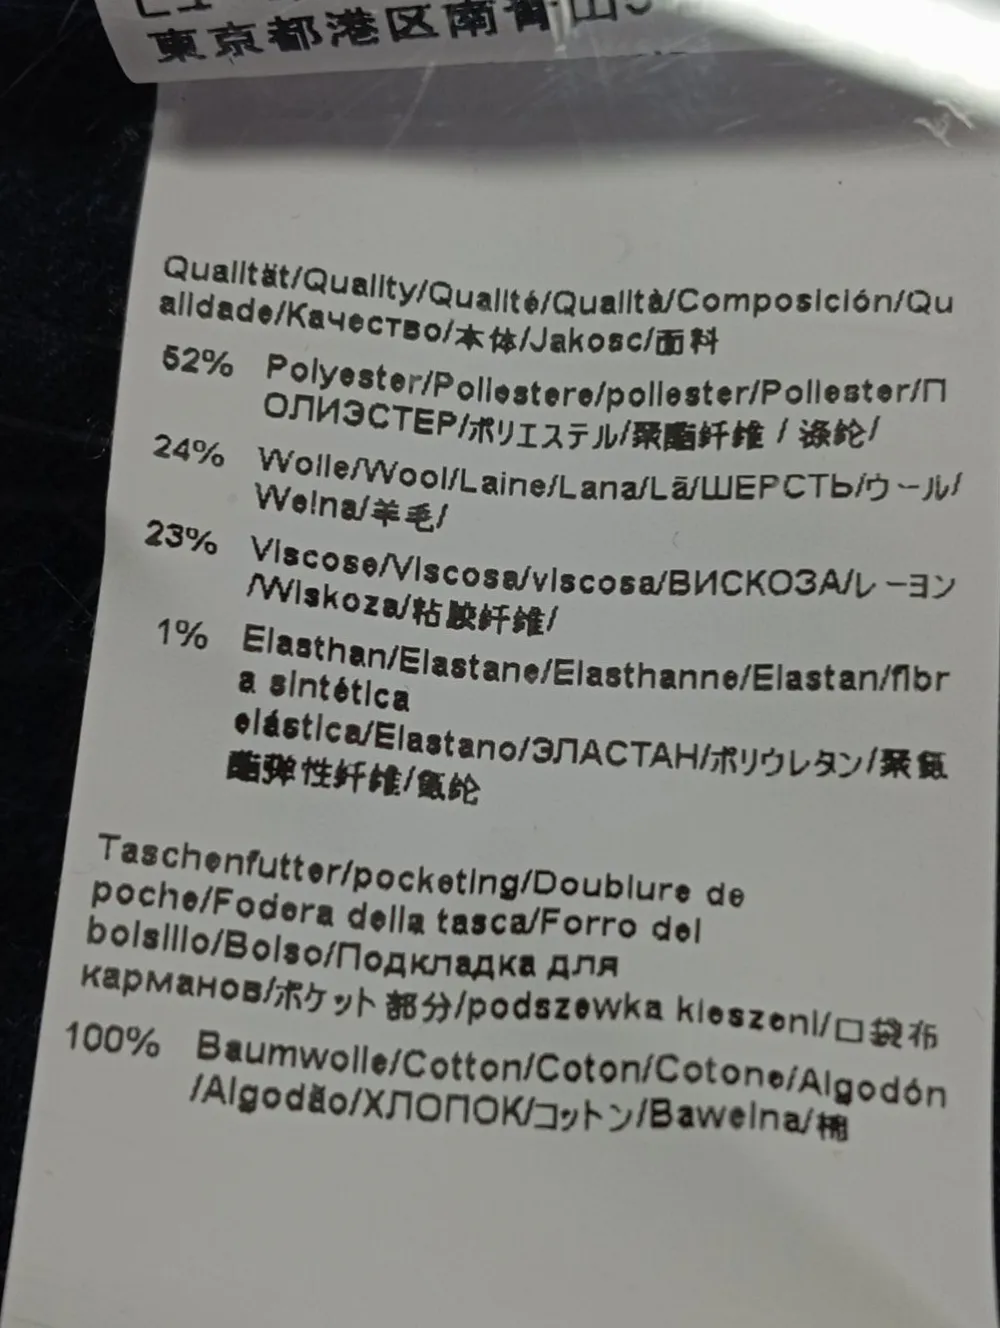 東京都港区南青山5
Qualität/Quality/Qualité/Qualità/Composición/Qu
alidade/Качество/本体/Jakosc/面料
52% Polyester/Poliestere/poliester/Poliester/П
ОЛИЭСТЕР/ポリエステル/聚酯纤维 / 涤纶/
24% Wolle/Wool/Laine/Lana/Lã/ШЕРСТЬ/ウール/
Welna/羊毛/
23% Viscose/Viscosa/viscosa/ВИСКОЗА/レーヨン
/Wiskoza/粘胶纤维/
1% Elasthan/Elastane/Elasthanne/Elastan/fibr
a sintética
elástica/Elastano/ЭЛАСТАН/ポリウレタン/聚氨
酯弹性纤维/氨纶
Taschenfutter/pocketing/Doublure de
poche/Fodera della tasca/Forro del
bolsillo/Bolso/Подкладка для
карманов/ポケット部分/podszewka kieszeni/口袋布
100% Baumwolle/Cotton/Coton/Cotone/Algodón
/Algodão/ХЛОПОК/コットン/Bawelna/棉